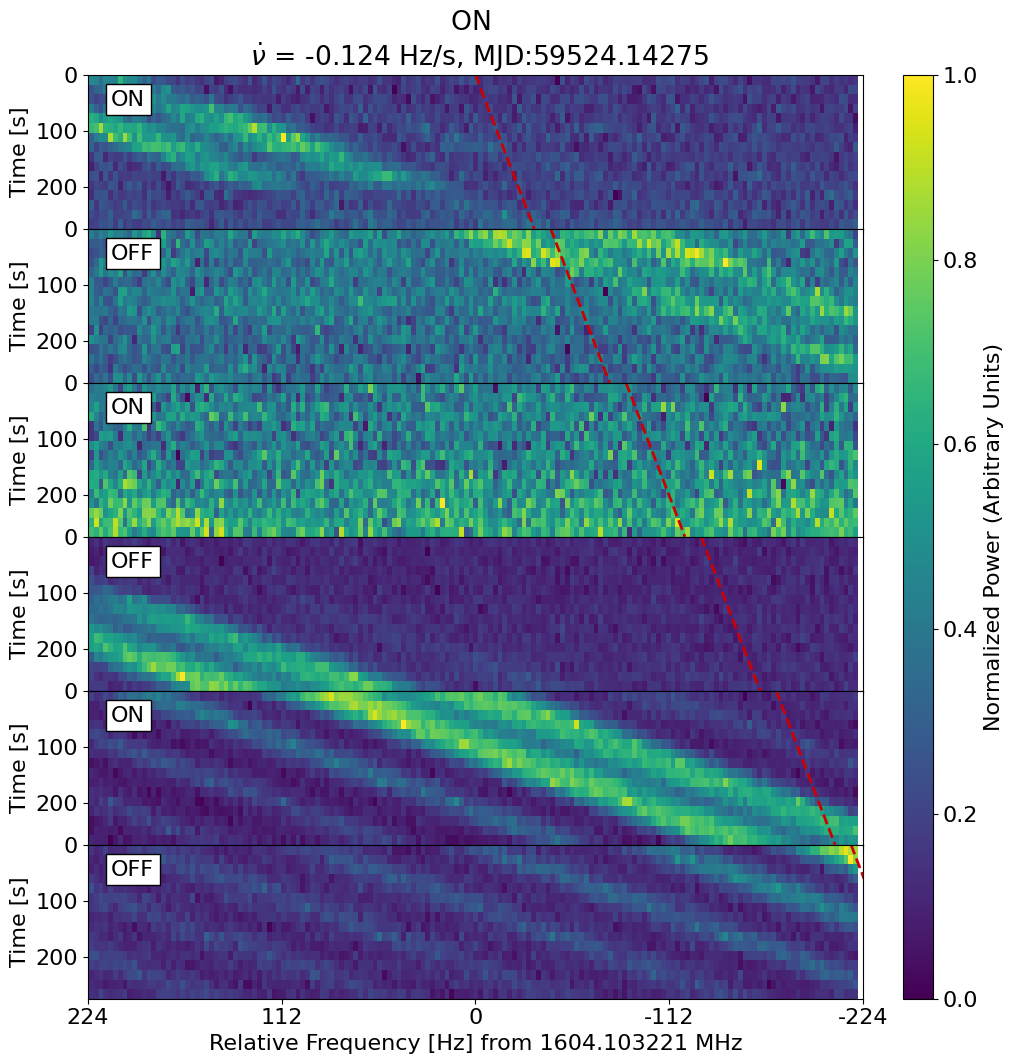 ON
ν̇ = -0.124 Hz/s, MJD:59524.14275
0
ON
100
Time [s]
200
0
OFF
100
Time [s]
200
0
ON
100
Time [s]
200
0
OFF
100
Time [s]
200
0
ON
100
Time [s]
200
0
OFF
100
Time [s]
200
224 112 0 -112 -224
Relative Frequency [Hz] from 1604.103221 MHz
1.0
0.8
0.6
0.4
0.2
0.0
Normalized Power (Arbitrary Units)